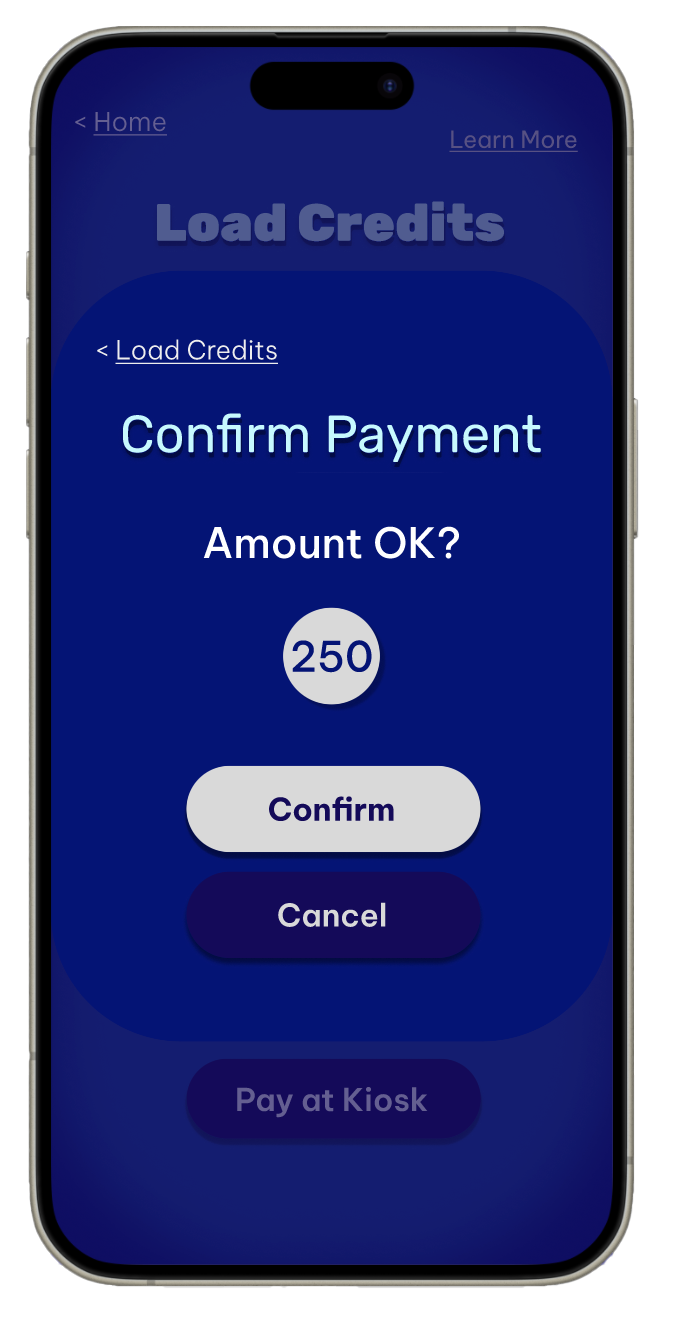 < Home
Learn More
Load Credits
< Load Credits
Confirm Payment
Amount OK?
250
Confirm
Cancel
Pay at Kiosk